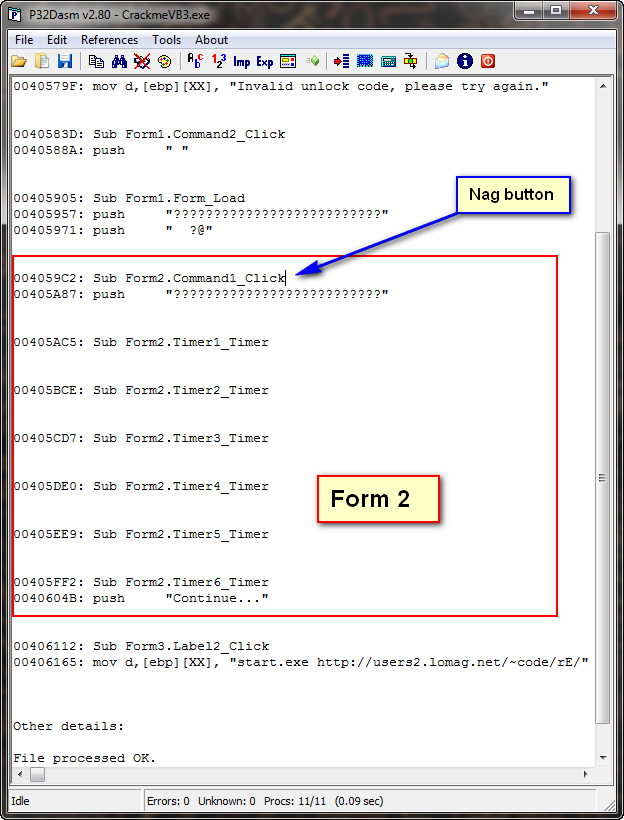 P32Dasm v2.80 - CrackmeVB3.exe
File Edit References Tools About
Abc 123 Imp Exp
0040579F: mov d,[ebp][XX], "Invalid unlock code, please try again."
0040583D: Sub Form1.Command2_Click
0040588A: push " "
00405905: Sub Form1.Form_Load
00405957: push "??????????????????????????"
00405971: push "  ?@"
Nag button
004059C2: Sub Form2.Command1_Click
00405A87: push "??????????????????????????"
00405AC5: Sub Form2.Timer1_Timer
00405BCE: Sub Form2.Timer2_Timer
00405CD7: Sub Form2.Timer3_Timer
00405DE0: Sub Form2.Timer4_Timer
Form 2
00405EE9: Sub Form2.Timer5_Timer
00405FF2: Sub Form2.Timer6_Timer
0040604B: push "Continue..."
00406112: Sub Form3.Label2_Click
00406165: mov d,[ebp][XX], "start.exe http://users2.lomag.net/~code/rE/"
Other details:
File processed OK.
Idle
Errors: 0 Unknown: 0 Procs: 11/11 (0.09 sec)